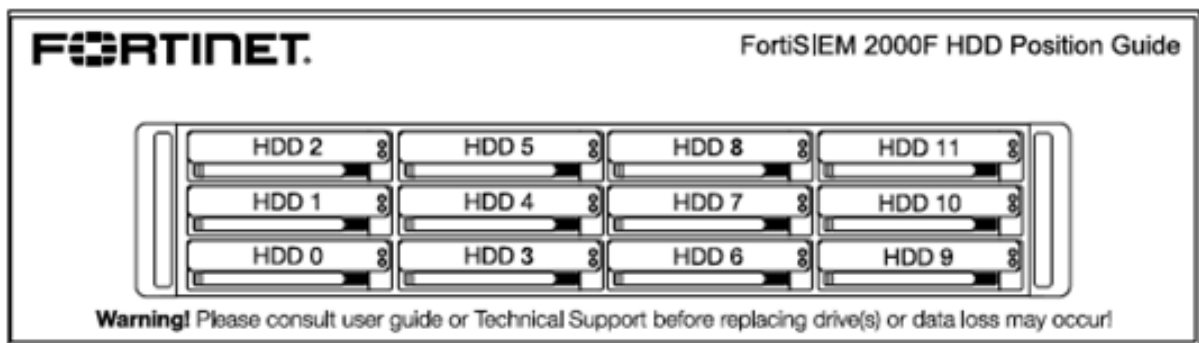 FORTINET.
FortiSIEM 2000F HDD Position Guide
HDD 2 HDD 5 HDD 8 HDD 11
HDD 1 HDD 4 HDD 7 HDD 10
HDD 0 HDD 3 HDD 6 HDD 9
Warning! Please consult user guide or Technical Support before replacing drive(s) or data loss may occur!